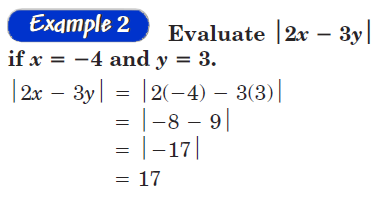 Example 2 Evaluate |2x − 3y|
if x = −4 and y = 3.
|2x − 3y| = |2(−4) − 3(3)|
= |−8 − 9|
= |−17|
= 17